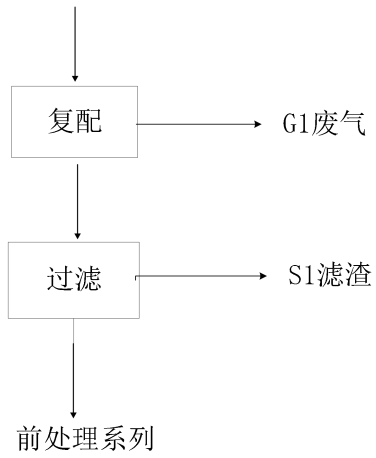 复配
G1废气
过滤
S1滤渣
前处理系列